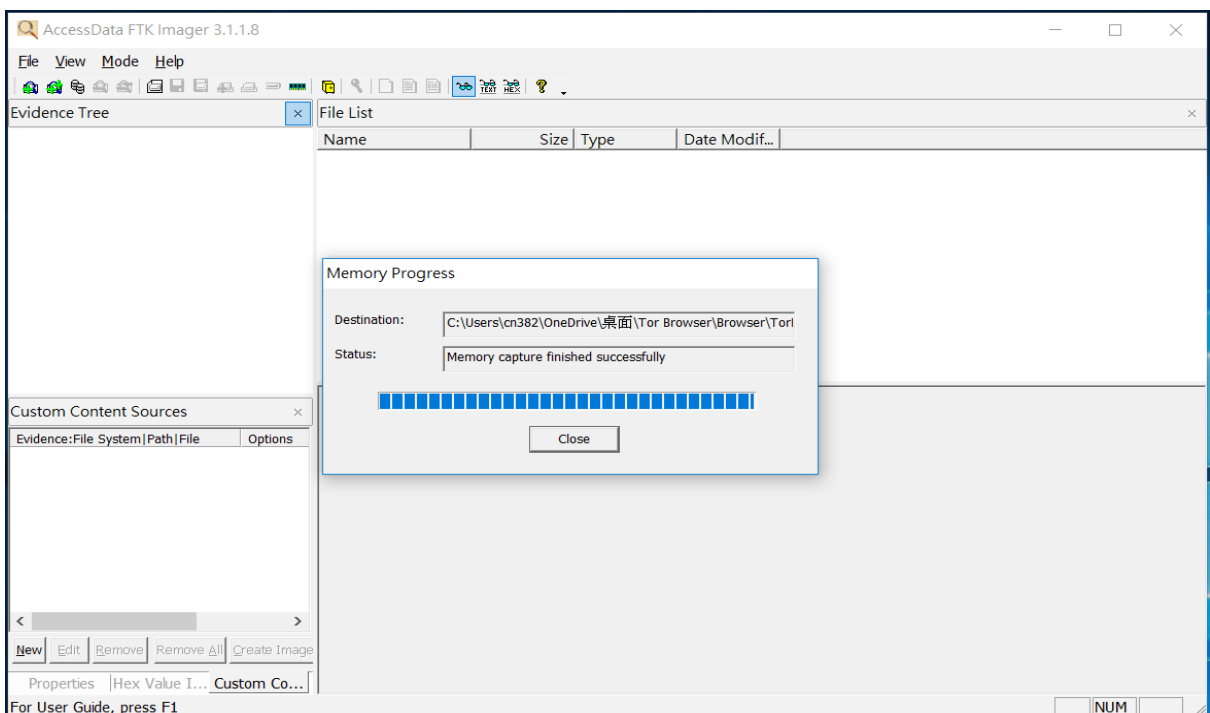 AccessData FTK Imager 3.1.1.8
File View Mode Help
TEXT HEX
Evidence Tree
File List
Name Size Type Date Modif...
Memory Progress
Destination: C:\Users\cn382\OneDrive\桌面\Tor Browser\Browser\Tor
Status: Memory capture finished successfully
Close
Custom Content Sources
Evidence:File System|Path|File Options
New Edit Remove Remove All Create Image
Properties Hex Value I... Custom Co...
For User Guide, press F1
NUM